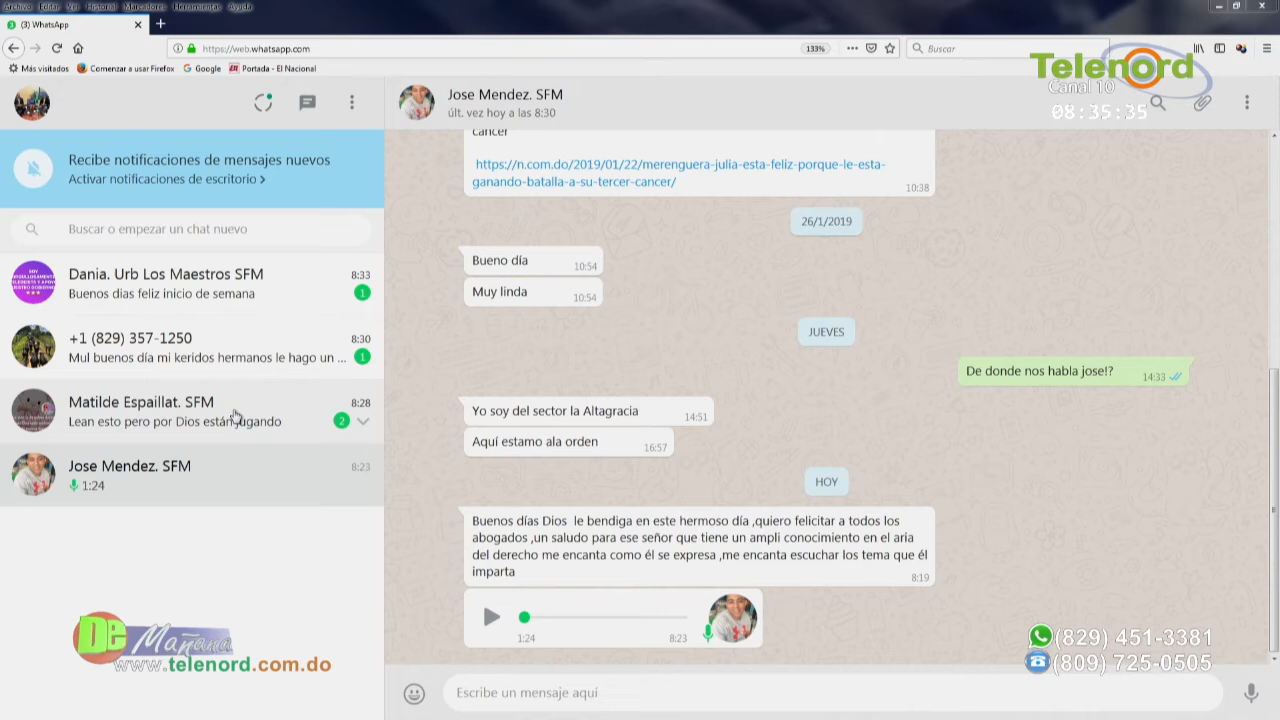 Archivo Editar Ver Historial Marcadores Herramientas Ayuda
(3) WhatsApp
https://web.whatsapp.com
133%
Buscar
Más visitados Comenzar a usar Firefox Google Portada - El Nacional
Telenord
Canal 10
08:35:35
Jose Mendez. SFM
últ. vez hoy a las 8:30
Recibe notificaciones de mensajes nuevos
Activar notificaciones de escritorio >
Buscar o empezar un chat nuevo
Dania. Urb Los Maestros SFM 8:33
Buenos dias feliz inicio de semana 1
+1 (829) 357-1250 8:30
Mul buenos día mi keridos hermanos le hago un ... 1
Matilde Espaillat. SFM 8:28
Lean esto pero por Dios están jugando 2
Jose Mendez. SFM 8:23
1:24
cancer
https://n.com.do/2019/01/22/merenguera-julia-esta-feliz-porque-le-esta-
ganando-batalla-a-su-tercer-cancer/
10:38
26/1/2019
Bueno día 10:54
Muy linda 10:54
JUEVES
De donde nos habla jose!? 14:33
Yo soy del sector la Altagracia 14:51
Aquí estamo ala orden 16:57
HOY
Buenos días Dios le bendiga en este hermoso día ,quiero felicitar a todos los
abogados ,un saludo para ese señor que tiene un ampli conocimiento en el aria
del derecho me encanta como él se expresa ,me encanta escuchar los tema que él
imparta
8:19
1:24 8:23
Escribe un mensaje aquí
De Mañana
www.telenord.com.do
(829) 451-3381
(809) 725-0505